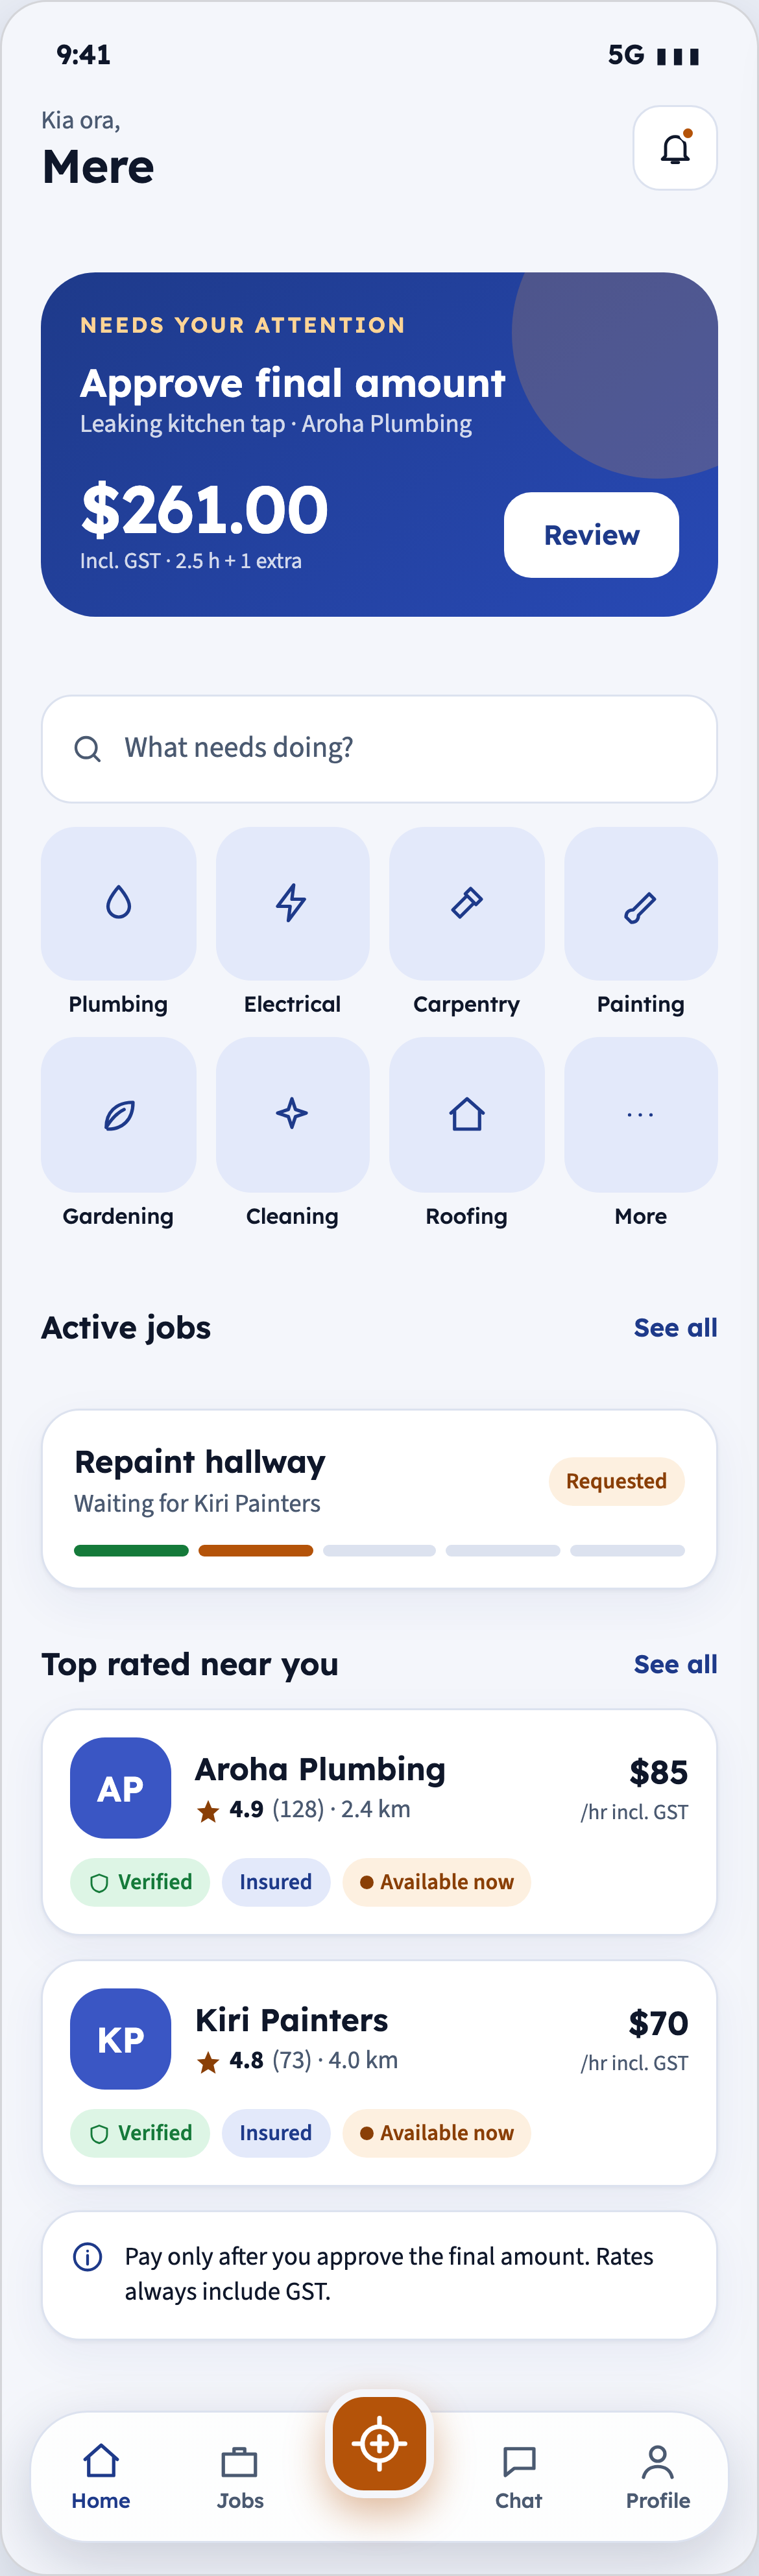 9:41
5G
Kia ora,
Mere
NEEDS YOUR ATTENTION
Approve final amount
Leaking kitchen tap · Aroha Plumbing
$261.00
Incl. GST · 2.5 h + 1 extra
Review
What needs doing?
Plumbing
Electrical
Carpentry
Painting
Gardening
Cleaning
Roofing
More
Active jobs
See all
Repaint hallway
Waiting for Kiri Painters
Requested
Top rated near you
See all
AP
Aroha Plumbing
★ 4.9 (128) · 2.4 km
$85
/hr incl. GST
Verified
Insured
Available now
KP
Kiri Painters
★ 4.8 (73) · 4.0 km
$70
/hr incl. GST
Verified
Insured
Available now
Pay only after you approve the final amount. Rates
always include GST.
Home
Jobs
Chat
Profile